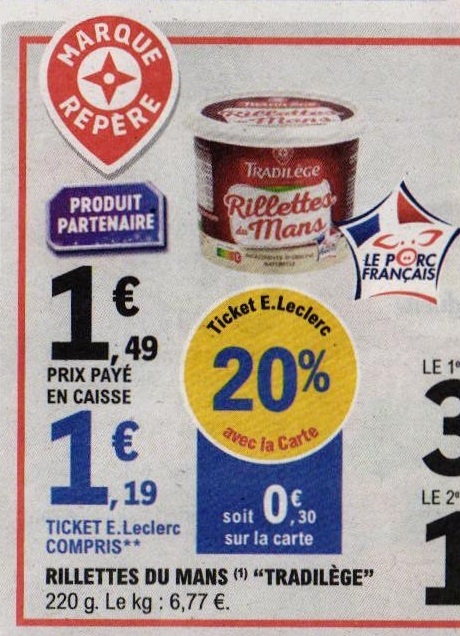 MARQUE
REPÈRE
TRADILÈGE
Rillettes
du Mans
PRODUIT
PARTENAIRE
LE PORC
FRANÇAIS
1€,49
PRIX PAYÉ
EN CAISSE
Ticket E.Leclerc
20%
avec la Carte
1€,19
TICKET E.Leclerc
COMPRIS**
soit 0€,30
sur la carte
LE 1
3
LE 2
1
RILLETTES DU MANS (1) “TRADILÈGE”
220 g. Le kg : 6,77 €.